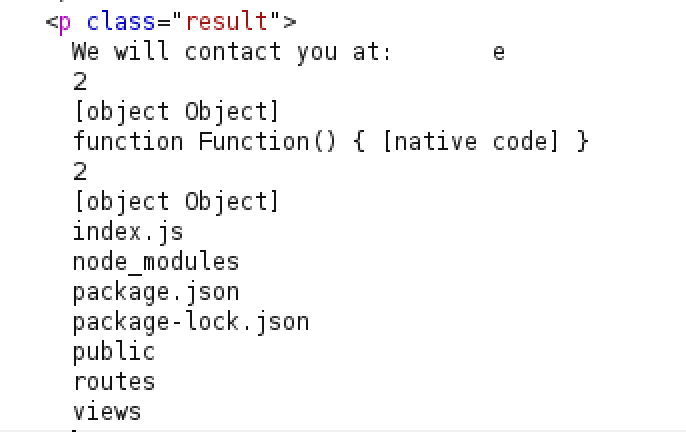 <p class="result">
We will contact you at: e
2
[object Object]
function Function() { [native code] }
2
[object Object]
index.js
node_modules
package.json
package-lock.json
public
routes
views